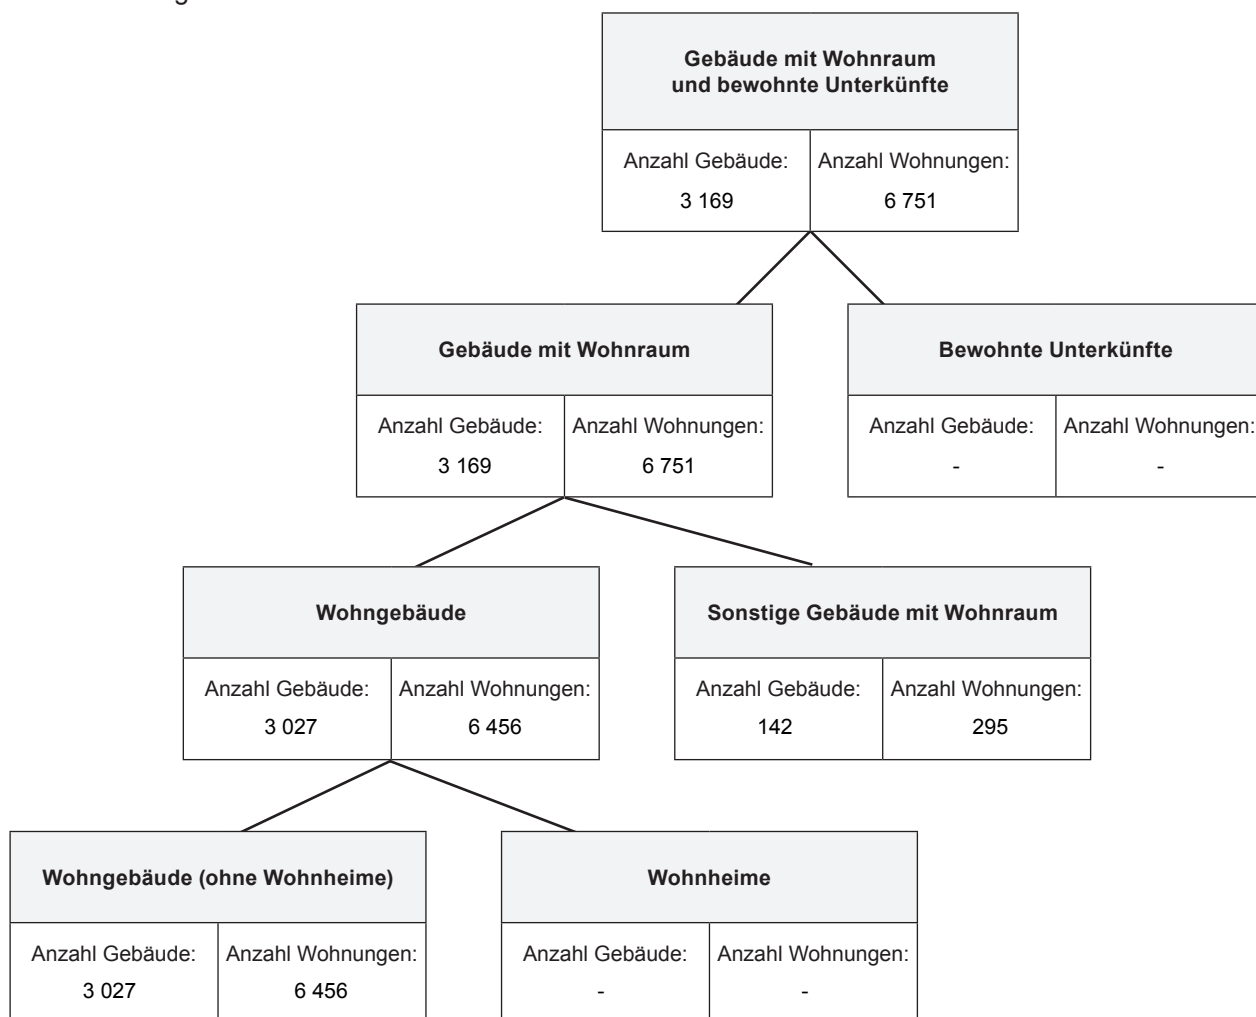 Gebäude mit Wohnraum
und bewohnte Unterkünfte
Anzahl Gebäude:
3 169
Anzahl Wohnungen:
6 751
Gebäude mit Wohnraum
Anzahl Gebäude:
3 169
Anzahl Wohnungen:
6 751
Bewohnte Unterkünfte
Anzahl Gebäude:
-
Anzahl Wohnungen:
-
Wohngebäude
Anzahl Gebäude:
3 027
Anzahl Wohnungen:
6 456
Sonstige Gebäude mit Wohnraum
Anzahl Gebäude:
142
Anzahl Wohnungen:
295
Wohngebäude (ohne Wohnheime)
Anzahl Gebäude:
3 027
Anzahl Wohnungen:
6 456
Wohnheime
Anzahl Gebäude:
-
Anzahl Wohnungen:
-